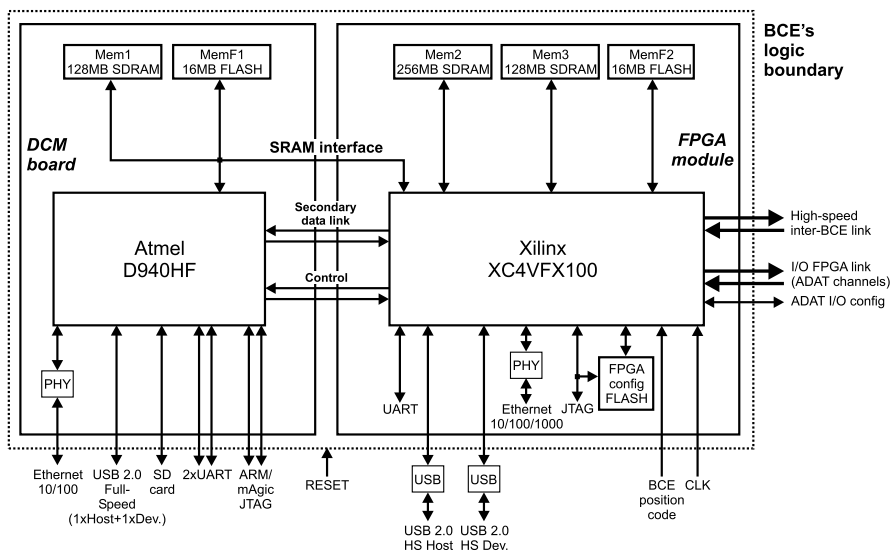 BCE's
logic
boundary
Mem1
128MB SDRAM
MemF1
16MB FLASH
Mem2
256MB SDRAM
Mem3
128MB SDRAM
MemF2
16MB FLASH
DCM
board
SRAM interface
FPGA
module
Atmel
D940HF
Secondary
data link
Control
Xilinx
XC4VFX100
High-speed
inter-BCE link
I/O FPGA link
(ADAT channels)
ADAT I/O config
PHY
PHY
FPGA
config
FLASH
UART
Ethernet
10/100/1000
JTAG
Ethernet
10/100
USB 2.0
Full-
Speed
(1xHost+1xDev.)
SD
card
2xUART
ARM/
mAgic
JTAG
RESET
USB
USB
USB 2.0
HS Host
USB 2.0
HS Dev.
BCE
position
code
CLK